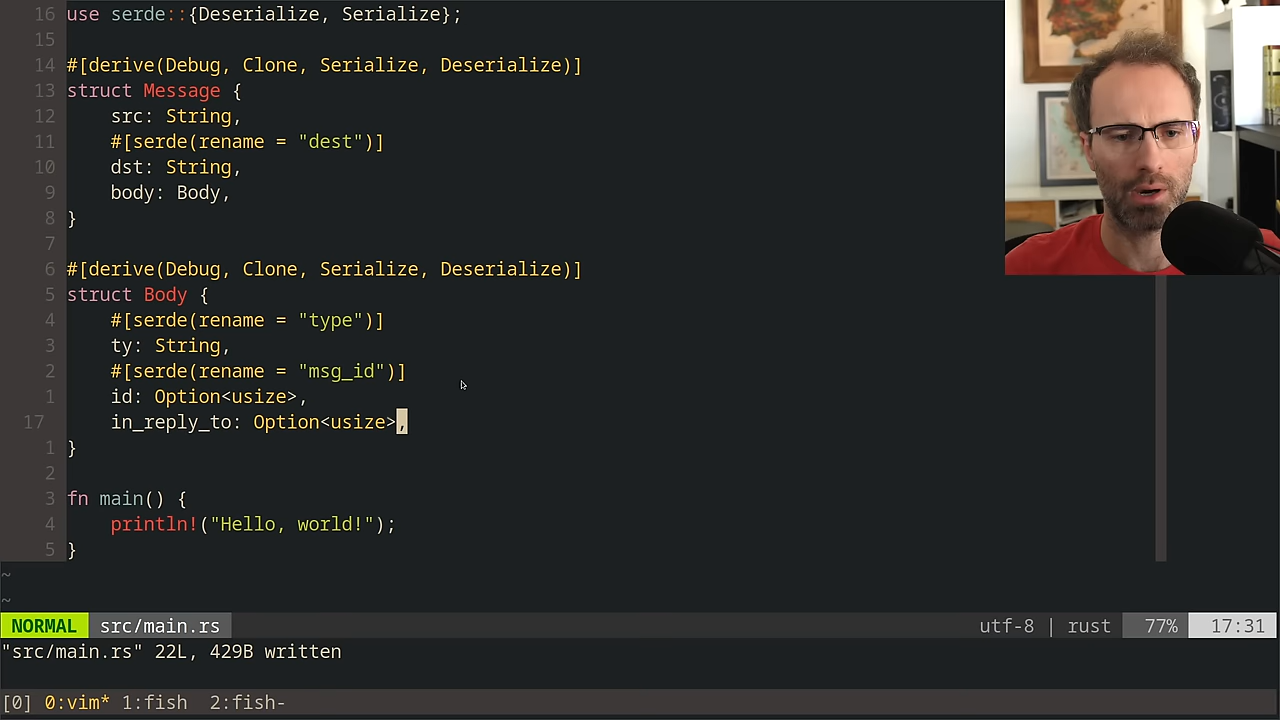 16 use serde::{Deserialize, Serialize};
15
14 #[derive(Debug, Clone, Serialize, Deserialize)]
13 struct Message {
12     src: String,
11     #[serde(rename = "dest")]
10     dst: String,
9     body: Body,
8 }
7
6 #[derive(Debug, Clone, Serialize, Deserialize)]
5 struct Body {
4     #[serde(rename = "type")]
3     ty: String,
2     #[serde(rename = "msg_id")]
1     id: Option<usize>,
17     in_reply_to: Option<usize>,
1 }
2
3 fn main() {
4     println!("Hello, world!");
5 }
~
~
NORMAL src/main.rs utf-8 | rust 77% 17:31
"src/main.rs" 22L, 429B written
[0] 0:vim* 1:fish 2:fish-